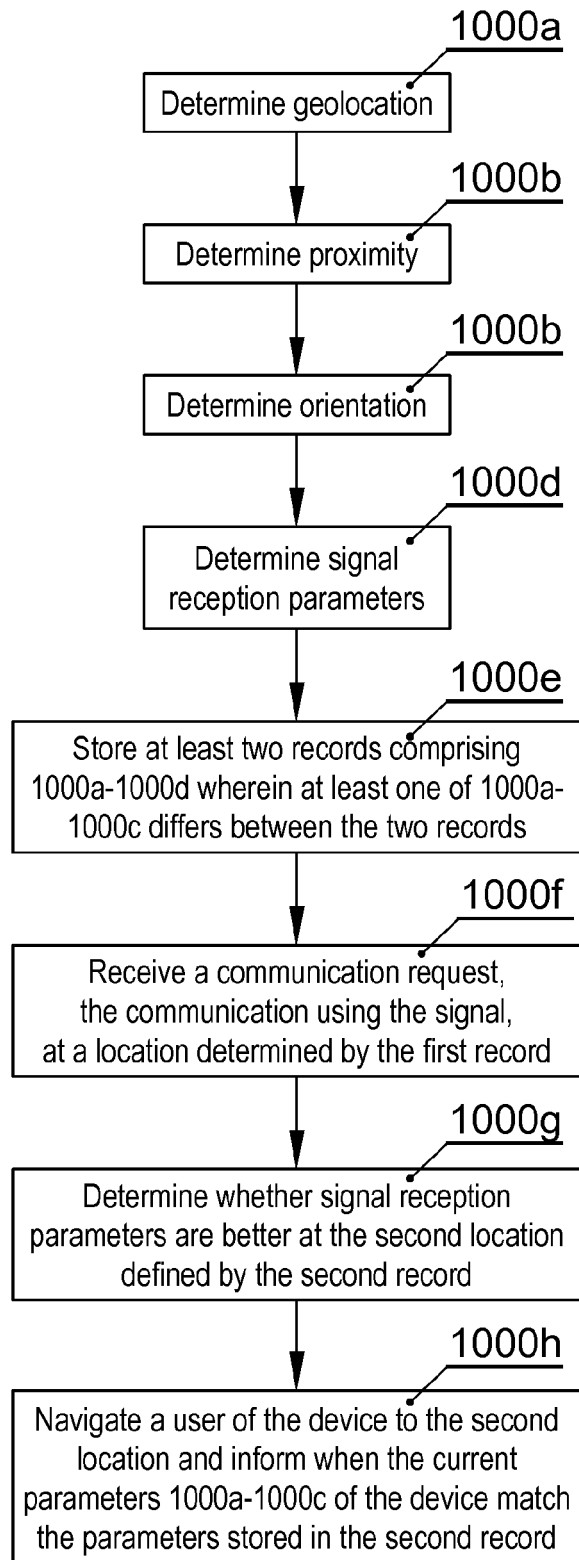 1000a
Determine geolocation
1000b
Determine proximity
1000b
Determine orientation
1000d
Determine signal
reception parameters
1000e
Store at least two records comprising
1000a-1000d wherein at least one of 1000a-
1000c differs between the two records
1000f
Receive a communication request,
the communication using the signal,
at a location determined by the first record
1000g
Determine whether signal reception
parameters are better at the second location
defined by the second record
1000h
Navigate a user of the device to the second
location and inform when the current
parameters 1000a-1000c of the device match
the parameters stored in the second record